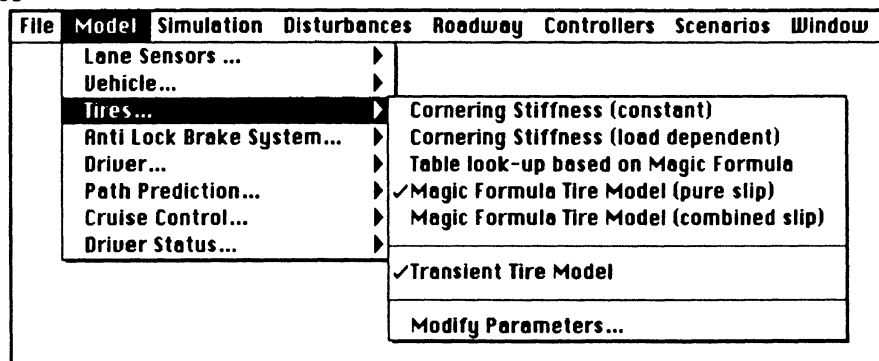 File Model Simulation Disturbances Roadway Controllers Scenarios Window
Lane Sensors ...
Vehicle...
Tires...
Anti Lock Brake System...
Driver...
Path Prediction...
Cruise Control...
Driver Status...
Cornering Stiffness (constant)
Cornering Stiffness (load dependent)
Table look-up based on Magic Formula
✓Magic Formula Tire Model (pure slip)
Magic Formula Tire Model (combined slip)
✓Transient Tire Model
Modify Parameters...